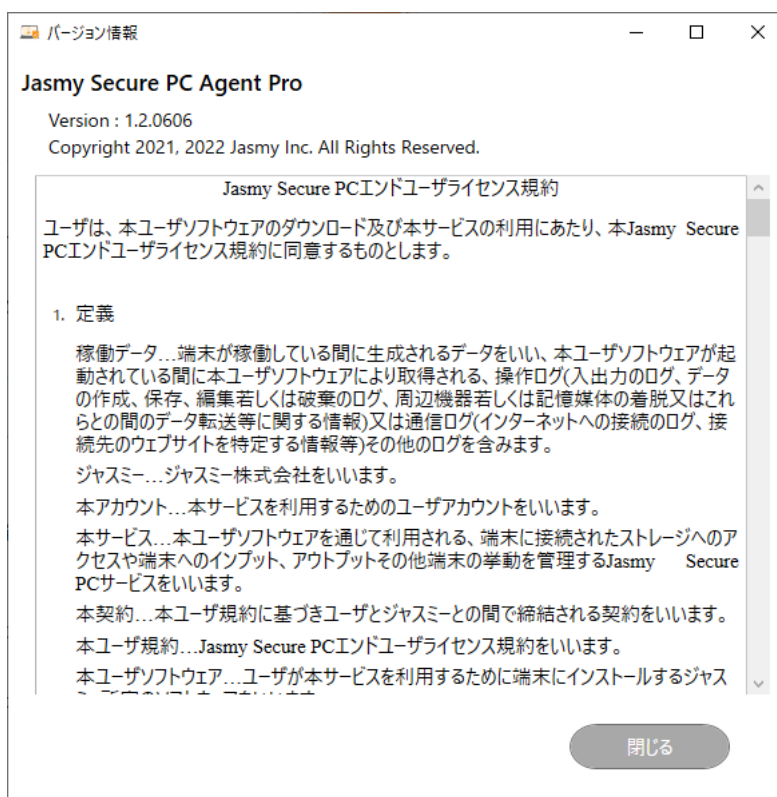 バージョン情報
Jasmy Secure PC Agent Pro
Version : 1.2.0606
Copyright 2021, 2022 Jasmy Inc. All Rights Reserved.
Jasmy Secure PCエンドユーザライセンス規約
ユーザは、本ユーザソフトウェアのダウンロード及び本サービスの利用にあたり、本Jasmy Secure
PCエンドユーザライセンス規約に同意するものとします。
1. 定義
稼働データ…端末が稼働している間に生成されるデータをいい、本ユーザソフトウェアが起
動されている間に本ユーザソフトウェアにより取得される、操作ログ(入出力のログ、データ
の作成、保存、編集若しくは破棄のログ、周辺機器若しくは記憶媒体の着脱又はこれ
らとの間のデータ転送等に関する情報)又は通信ログ(インターネットへの接続のログ、接
続先のウェブサイトを特定する情報等)その他のログを含みます。
ジャスミー…ジャスミー株式会社をいいます。
本アカウント…本サービスを利用するためのユーザアカウントをいいます。
本サービス…本ユーザソフトウェアを通じて利用される、端末に接続されたストレージへのア
クセスや端末へのインプット、アウトプットその他端末の挙動を管理するJasmy Secure
PCサービスをいいます。
本契約…本ユーザ規約に基づきユーザとジャスミーとの間で締結される契約をいいます。
本ユーザ規約…Jasmy Secure PCエンドユーザライセンス規約をいいます。
本ユーザソフトウェア…ユーザが本サービスを利用するために端末にインストールするジャス
閉じる